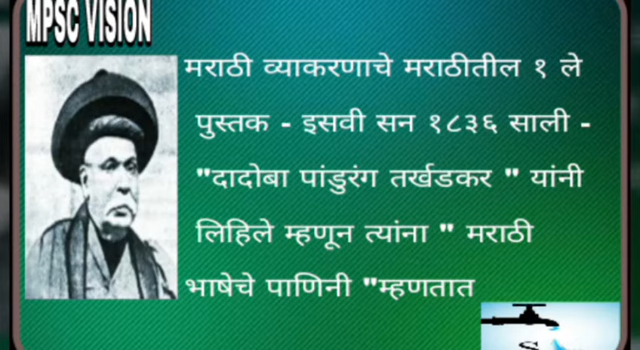 MPSC VISION
मराठी व्याकरणाचे मराठीतील १ ले
पुस्तक - इसवी सन १८३६ साली -
"दादोबा पांडुरंग तर्खडकर " यांनी
लिहिले म्हणून त्यांना " मराठी
भाषेचे पाणिनी "म्हणतात
S